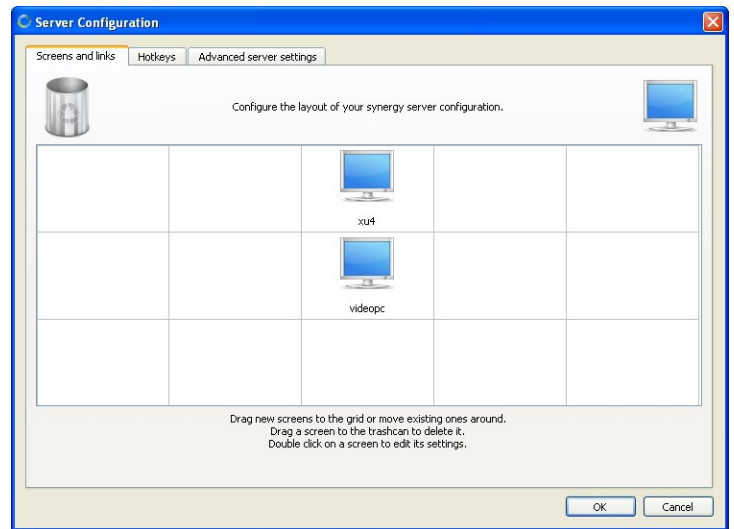 Server Configuration
Screens and links Hotkeys Advanced server settings
Configure the layout of your synergy server configuration.
xu4
videopc
Drag new screens to the grid or move existing ones around.
Drag a screen to the trashcan to delete it.
Double click on a screen to edit its settings.
OK Cancel